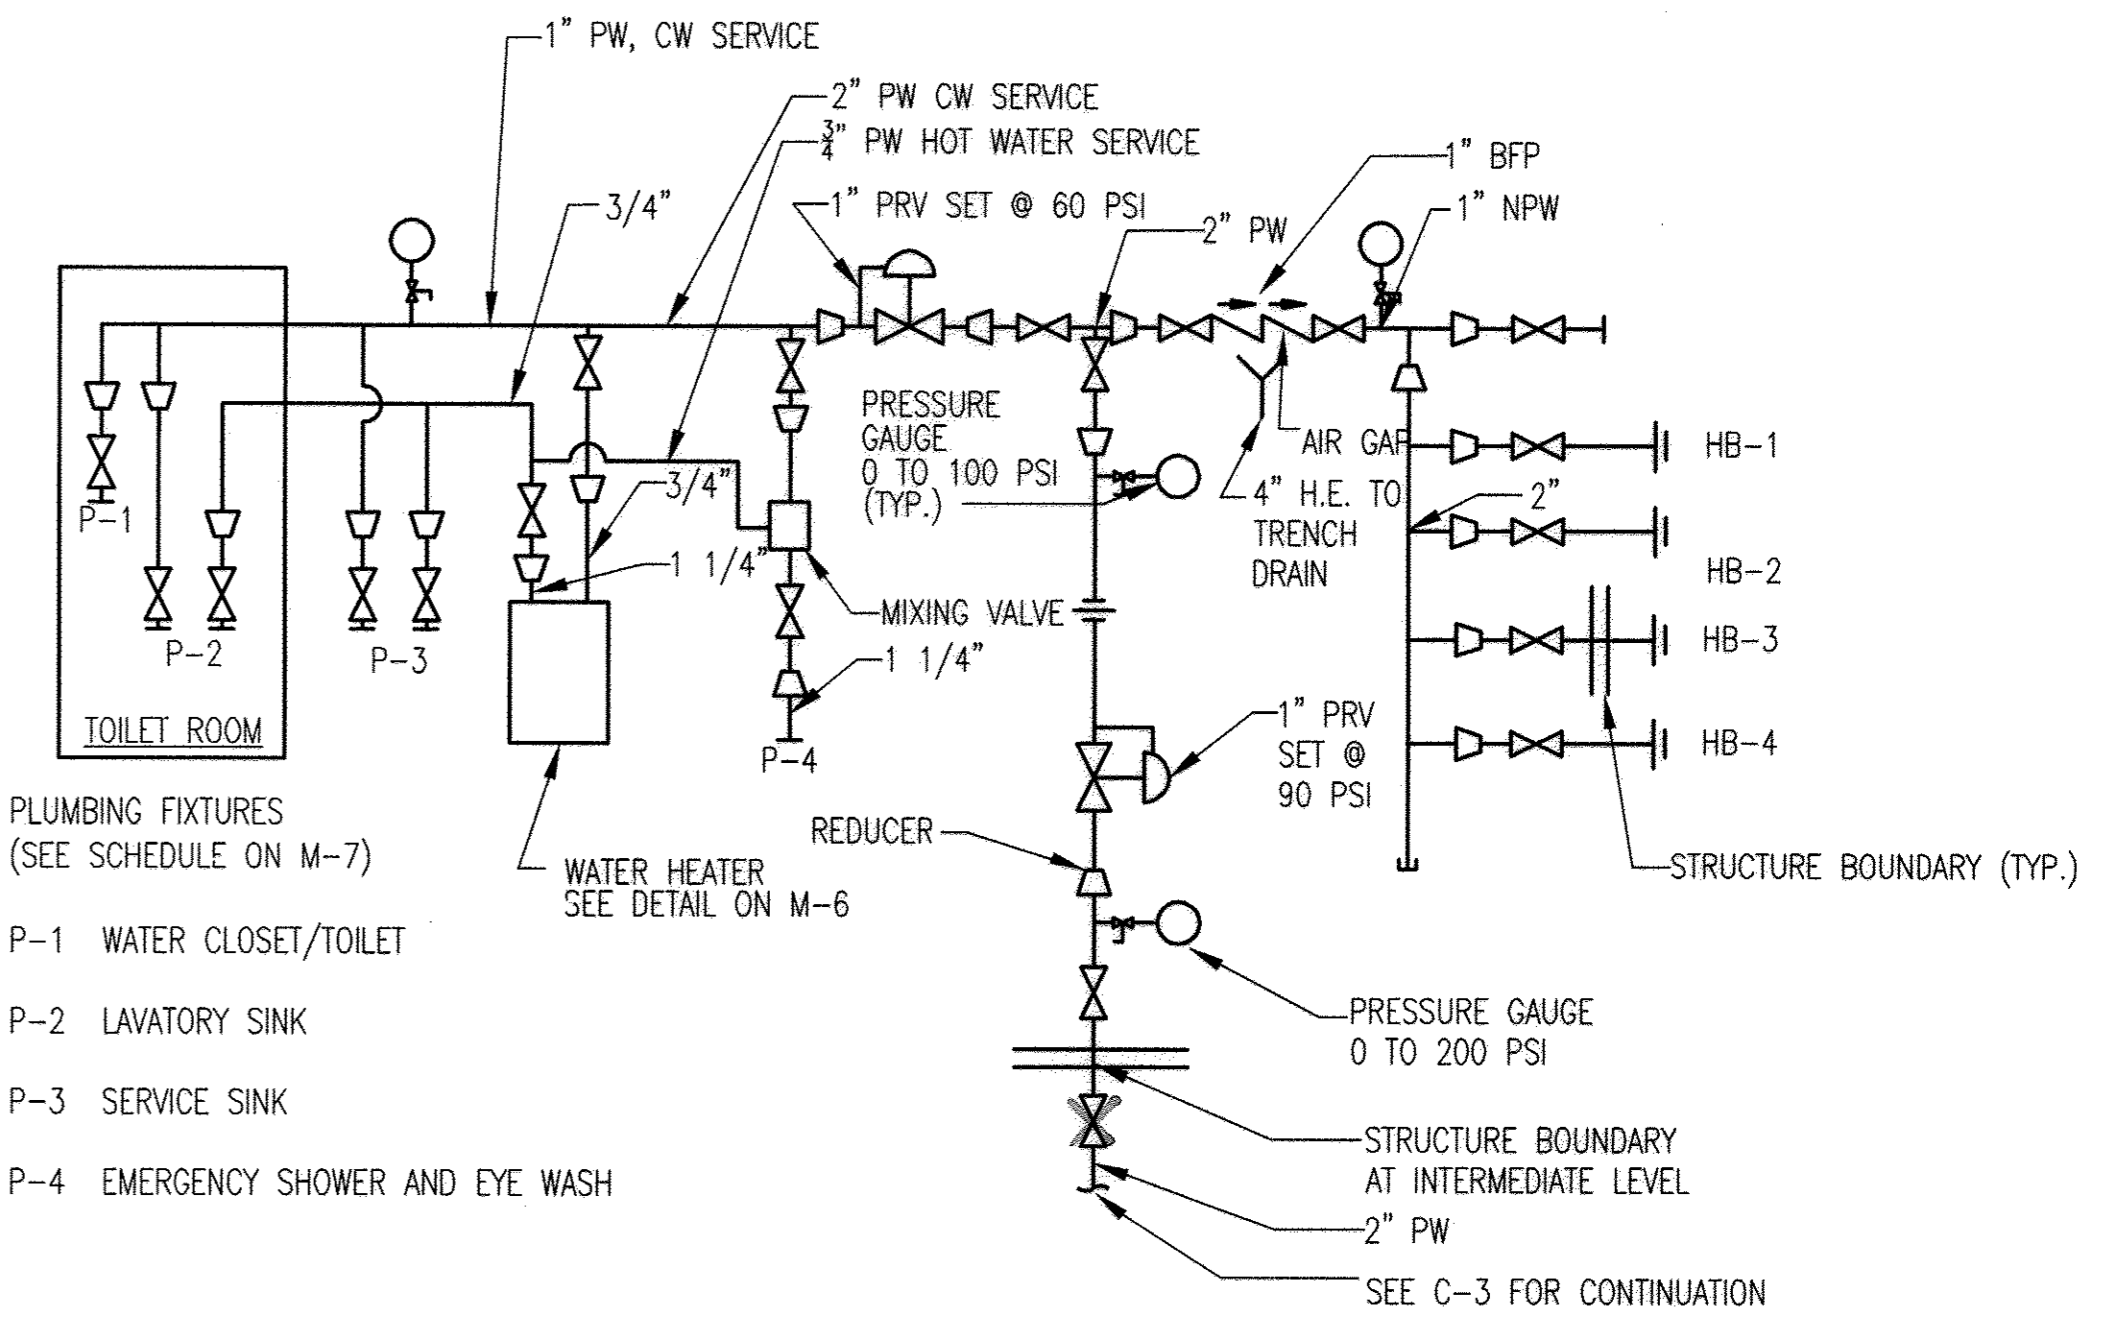 1" PW, CW SERVICE
2" PW CW SERVICE
3/4" PW HOT WATER SERVICE
1" BFP
3/4"
1" PRV SET @ 60 PSI
2" PW
1" NPW
PRESSURE
GAUGE
0 TO 100 PSI
(TYP.)
AIR GAP
4" H.E. TO
TRENCH
DRAIN
HB-1
2"
HB-2
HB-3
HB-4
P-1
3/4"
1 1/4"
MIXING VALVE
P-2
P-3
1 1/4"
TOILET ROOM
P-4
1" PRV
SET @
90 PSI
PLUMBING FIXTURES
(SEE SCHEDULE ON M-7)
REDUCER
WATER HEATER
SEE DETAIL ON M-6
STRUCTURE BOUNDARY (TYP.)
P-1 WATER CLOSET/TOILET
P-2 LAVATORY SINK
P-3 SERVICE SINK
P-4 EMERGENCY SHOWER AND EYE WASH
PRESSURE GAUGE
0 TO 200 PSI
STRUCTURE BOUNDARY
AT INTERMEDIATE LEVEL
2" PW
SEE C-3 FOR CONTINUATION